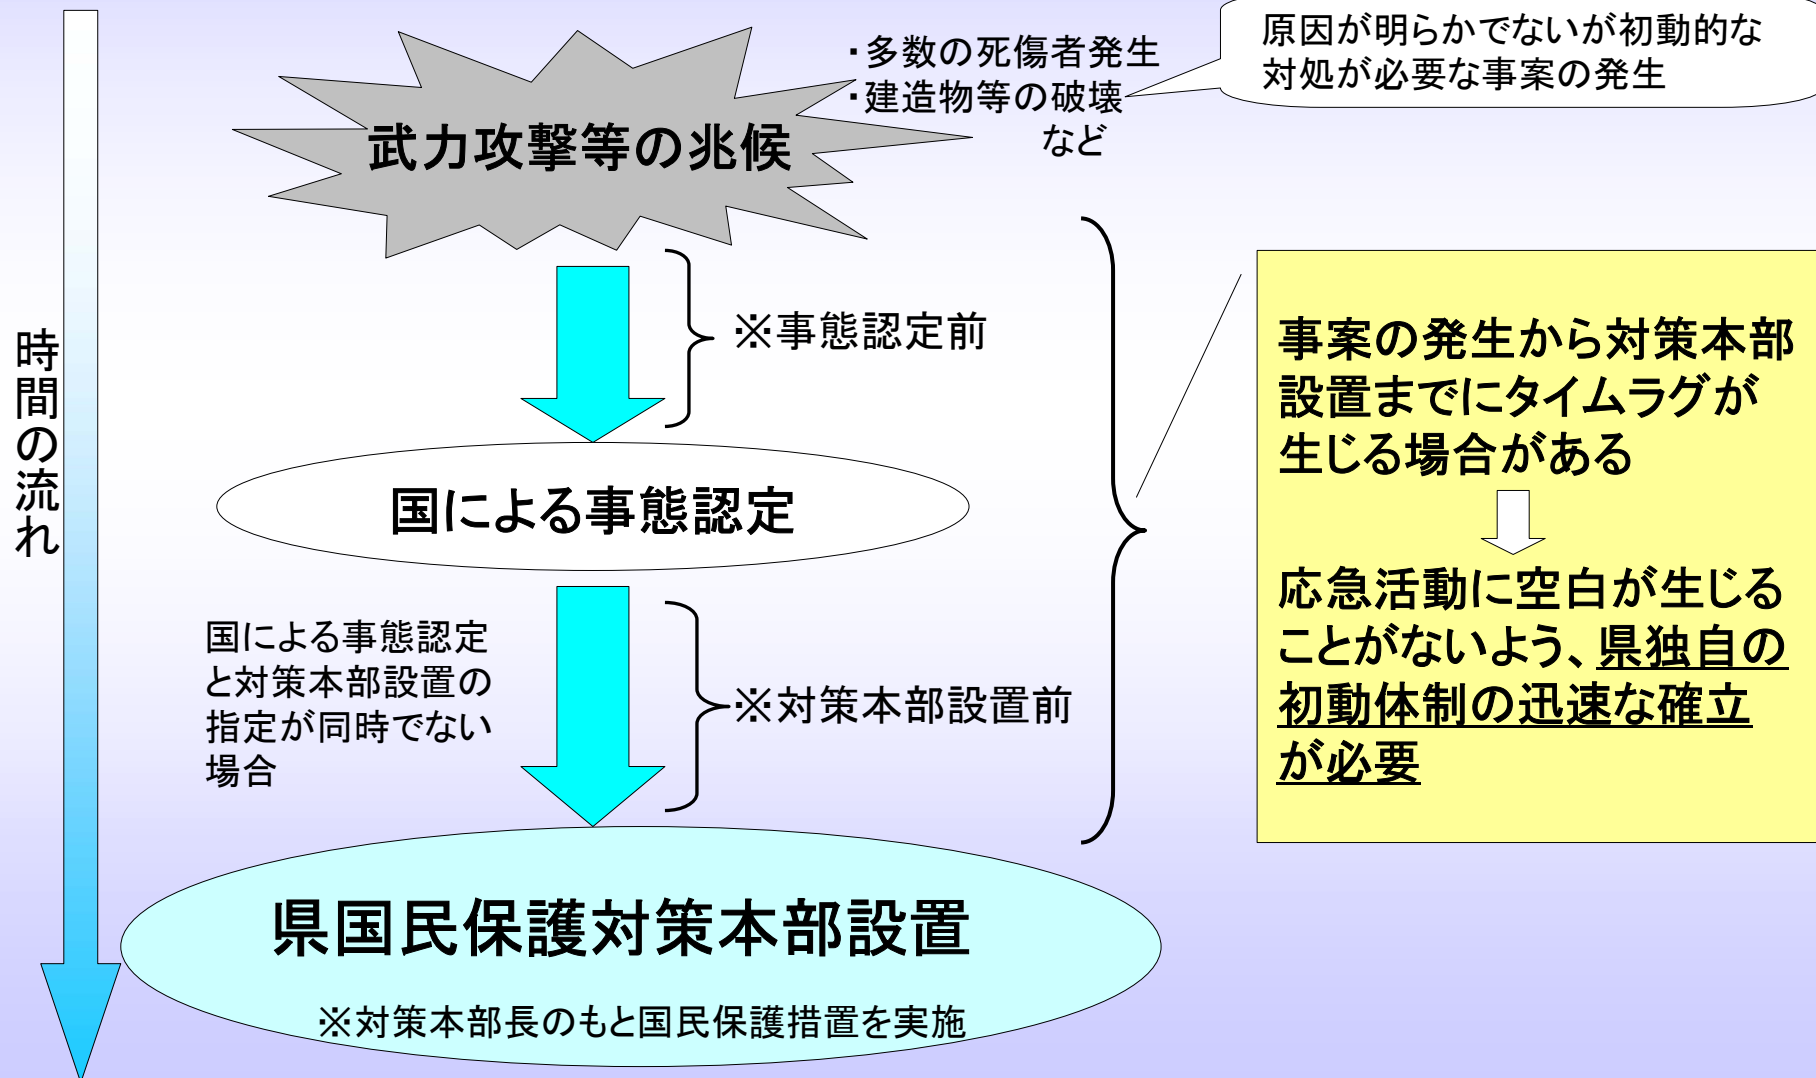 原因が明らかでないが初動的な
対処が必要な事案の発生
・多数の死傷者発生
・建造物等の破壊
など
武力攻撃等の兆候
時間の流れ
※事態認定前
国による事態認定
国による事態認定
と対策本部設置の
指定が同時でない
場合
※対策本部設置前
事案の発生から対策本部
設置までにタイムラグが
生じる場合がある
応急活動に空白が生じる
ことがないよう、県独自の
初動体制の迅速な確立
が必要
県国民保護対策本部設置
※対策本部長のもと国民保護措置を実施